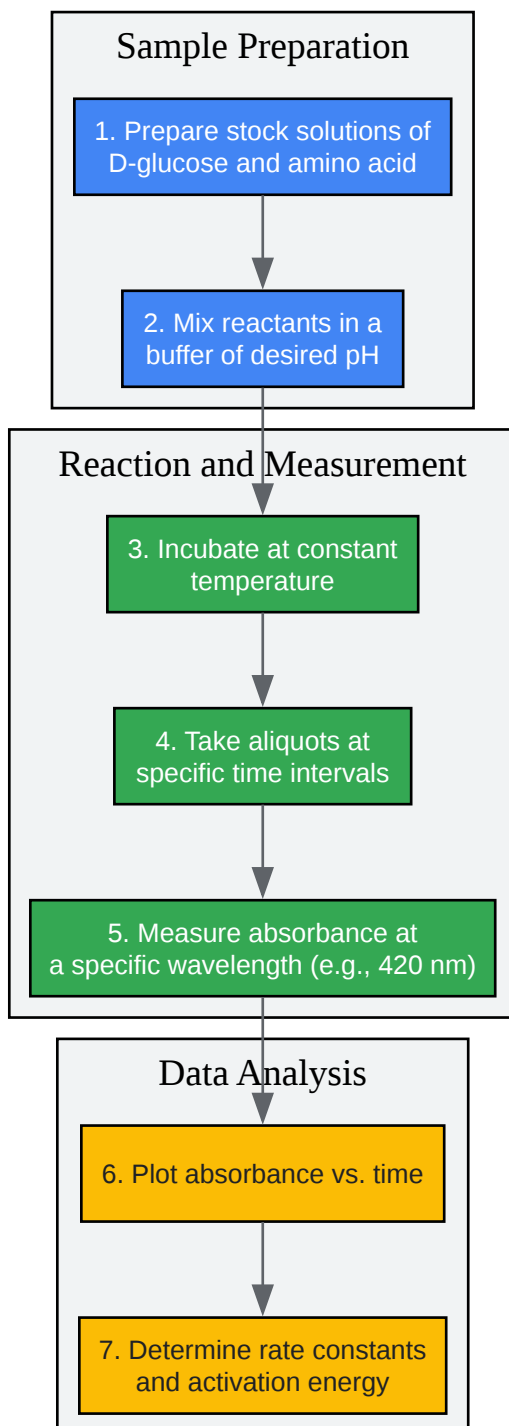 Sample Preparation
1. Prepare stock solutions of
D-glucose and amino acid
2. Mix reactants in a
buffer of desired pH
Reaction and Measurement
3. Incubate at constant
temperature
4. Take aliquots at
specific time intervals
5. Measure absorbance at
a specific wavelength (e.g., 420 nm)
Data Analysis
6. Plot absorbance vs. time
7. Determine rate constants
and activation energy